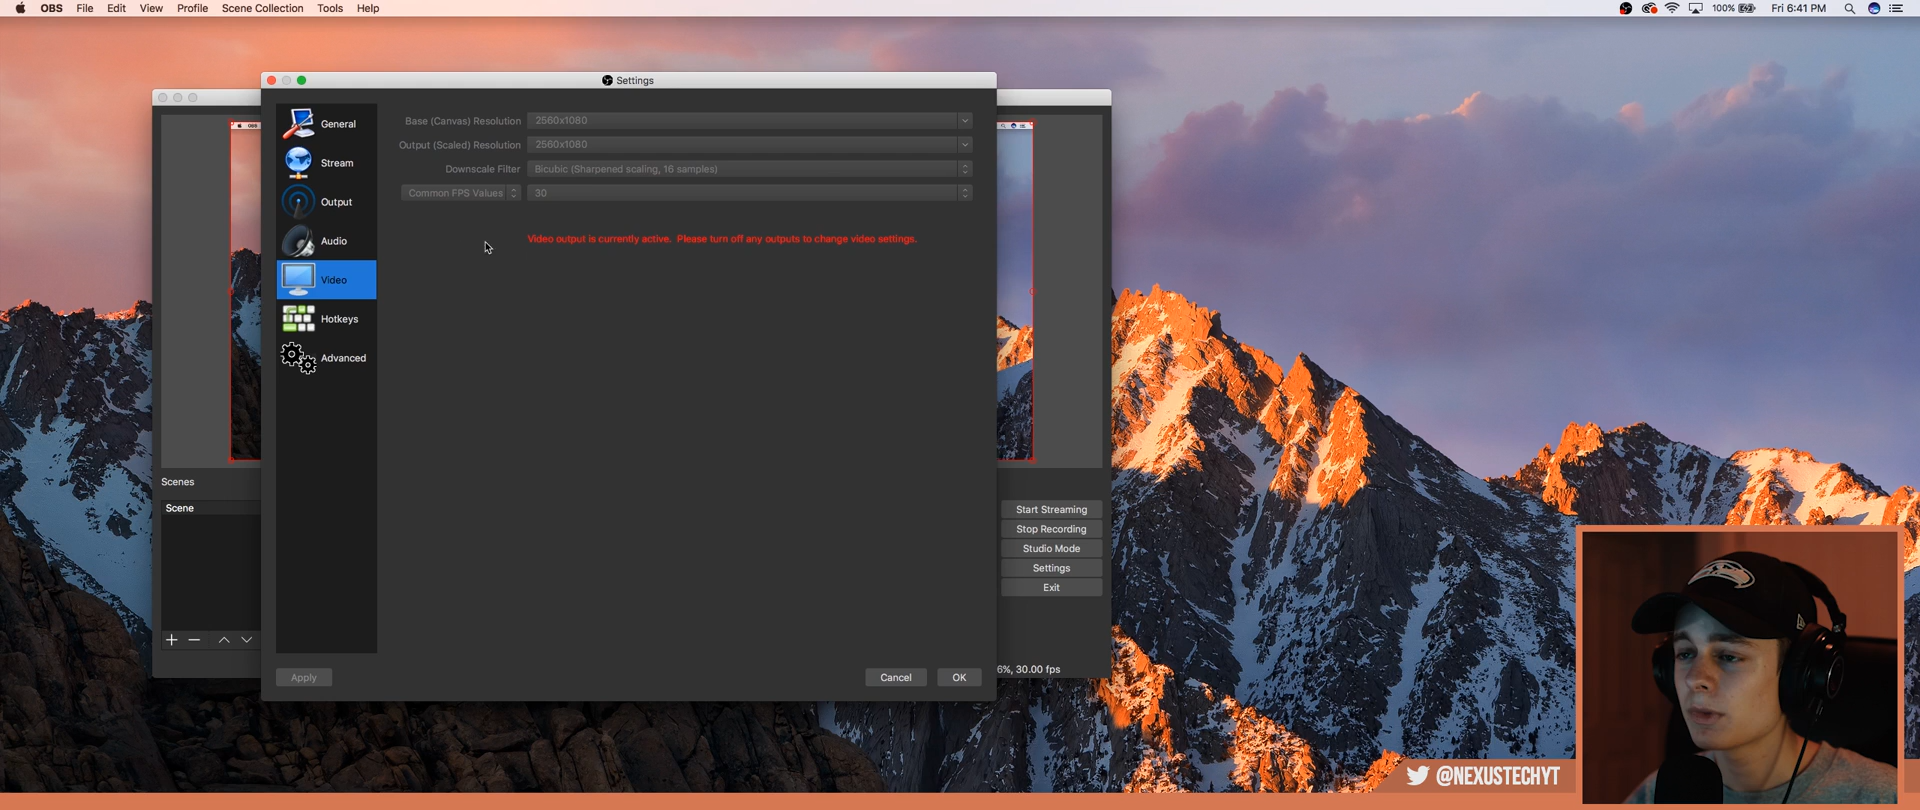 OBS File Edit View Profile Scene Collection Tools Help
100% Fri 6:41 PM
Settings
General
Stream
Output
Audio
Video
Hotkeys
Advanced
Base (Canvas) Resolution 2560x1080
Output (Scaled) Resolution 2560x1080
Downscale Filter Bicubic (Sharpened scaling, 16 samples)
Common FPS Values 30
Video output is currently active. Please turn off any outputs to change video settings.
Apply
Cancel
OK
Scenes
Scene
Start Streaming
Stop Recording
Studio Mode
Settings
Exit
6%, 30.00 fps
@NEXUSTECHYT